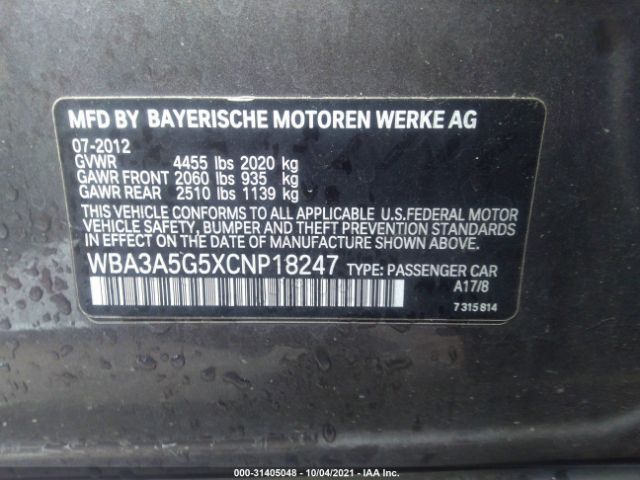 MFD BY BAYERISCHE MOTOREN WERKE AG
07-2012
GVWR 4455 lbs 2020 kg
GAWR FRONT 2060 lbs 935 kg
GAWR REAR 2510 lbs 1139 kg
THIS VEHICLE CONFORMS TO ALL APPLICABLE U.S.FEDERAL MOTOR
VEHICLE SAFETY, BUMPER AND THEFT PREVENTION STANDARDS
IN EFFECT ON THE DATE OF MANUFACTURE SHOWN ABOVE.
WBA3A5G5XCNP18247 TYPE: PASSENGER CAR
A17/8
7315814
000-31405048 - 10/04/2021 - IAA Inc.